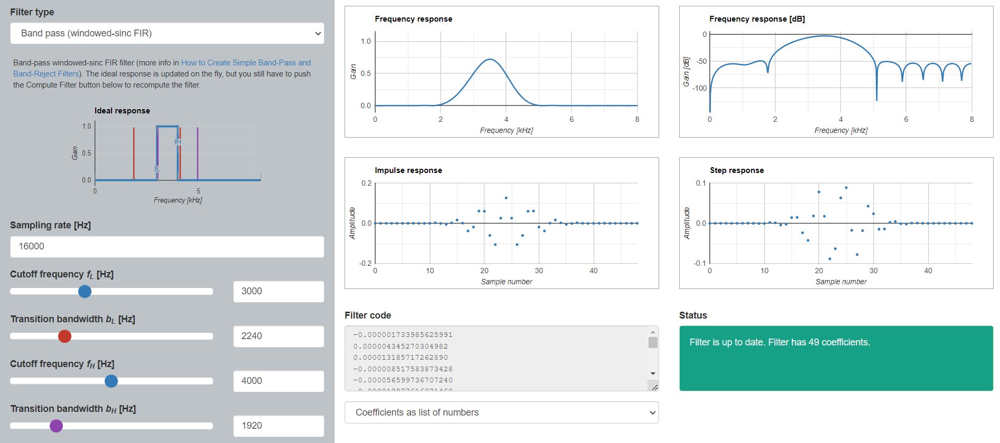 Filter type
Band pass (windowed-sinc FIR)
Band-pass windowed-sinc FIR filter (more info in How to Create Simple Band-Pass and
Band-Reject Filters). The ideal response is updated on the fly, but you still have to push
the Compute Filter button below to recompute the filter.
Ideal response
1.0
0.5
0.0
Gain
fH
fL
0
5
Frequency [kHz]
Sampling rate [Hz]
16000
Cutoff frequency fL [Hz]
3000
Transition bandwidth bL [Hz]
2240
Cutoff frequency fH [Hz]
4000
Transition bandwidth bH [Hz]
1920
Frequency response
1.0
0.5
0.0
Gain
0 2 4 6 8
Frequency [kHz]
Frequency response [dB]
0
-50
-100
Gain [dB]
0 2 4 6 8
Frequency [kHz]
Impulse response
0.2
0.0
-0.2
Amplitude
0 10 20 30 40
Sample number
Step response
0.1
0.0
-0.1
Amplitude
0 10 20 30 40
Sample number
Filter code
-0.000001733985625991
0.000004345270304982
0.000013185717262890
-0.000008517583873428
-0.000056599736707240
Coefficients as list of numbers
Status
Filter is up to date. Filter has 49 coefficients.